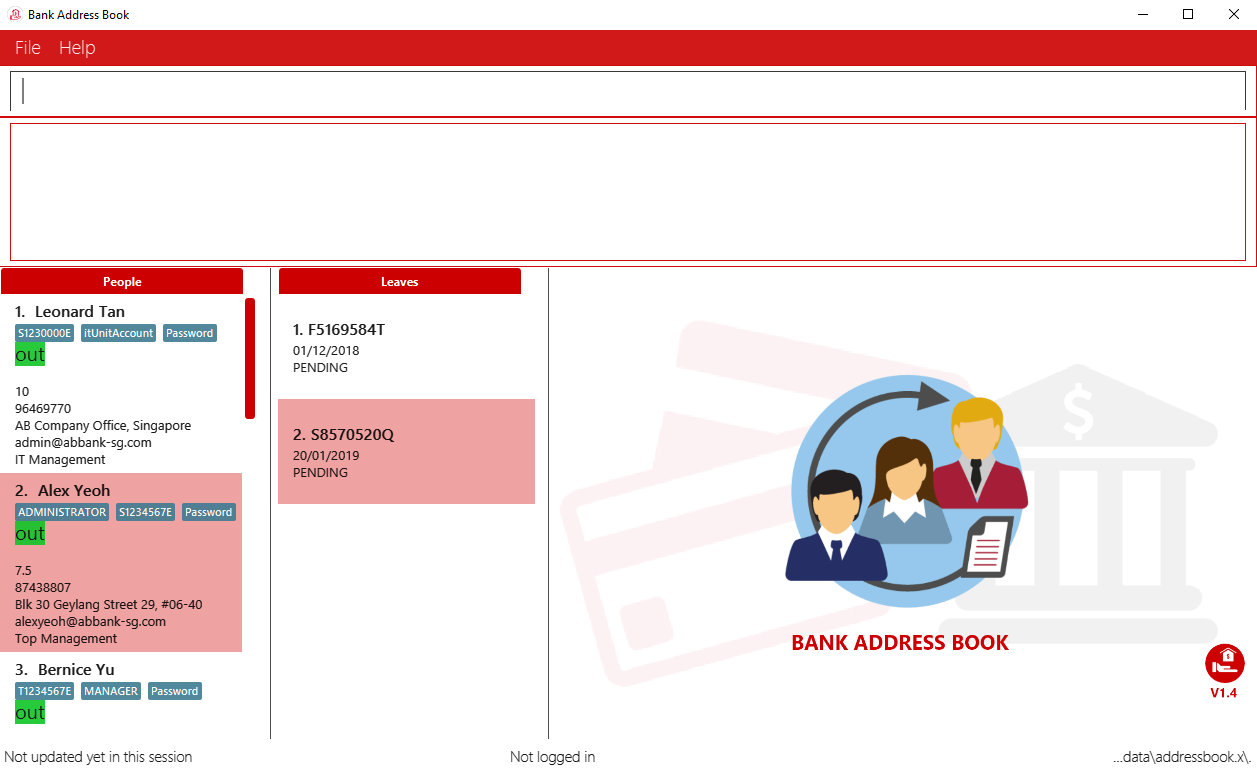 Bank Address Book
File Help
People
1. Leonard Tan
S1230000E itUnitAccount Password
out
10
96469770
AB Company Office, Singapore
admin@abbank-sg.com
IT Management
2. Alex Yeoh
ADMINISTRATOR S1234567E Password
out
7.5
87438807
Blk 30 Geylang Street 29, #06-40
alexyeoh@abbank-sg.com
Top Management
3. Bernice Yu
T1234567E MANAGER Password
out
Leaves
1. F5169584T
01/12/2018
PENDING
2. S8570520Q
20/01/2019
PENDING
$
$
BANK ADDRESS BOOK
V1.4
Not updated yet in this session
Not logged in
...data\addressbook.x\.